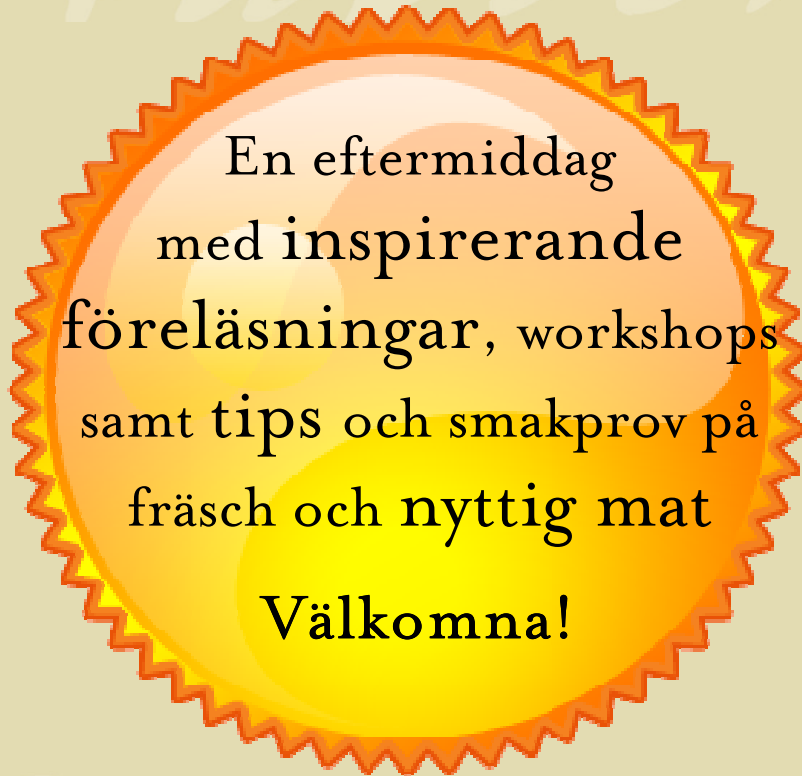 En eftermiddag
med inspirerande
föreläsningar, workshops
samt tips och smakprov på
fräsch och nyttig mat
Välkomna!